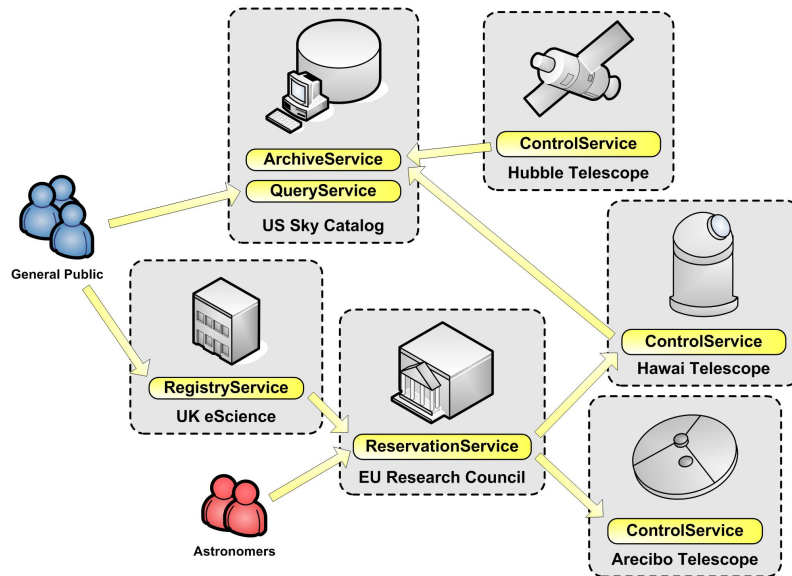 ArchiveService
QueryService
US Sky Catalog
ControlService
Hubble Telescope
General Public
RegistryService
UK eScience
ControlService
Hawai Telescope
ReservationService
EU Research Council
Astronomers
ControlService
Arecibo Telescope